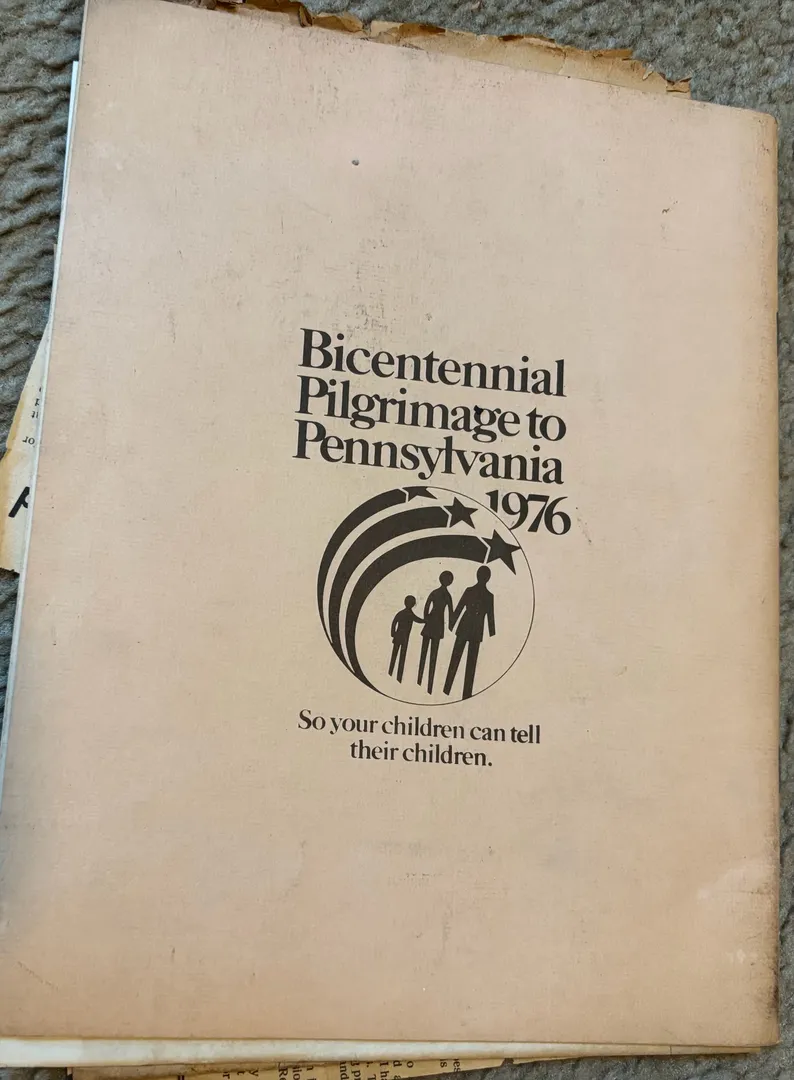 Bicentennial
Pilgrimage to
Pennsylvania
1976
So your children can tell
their children.